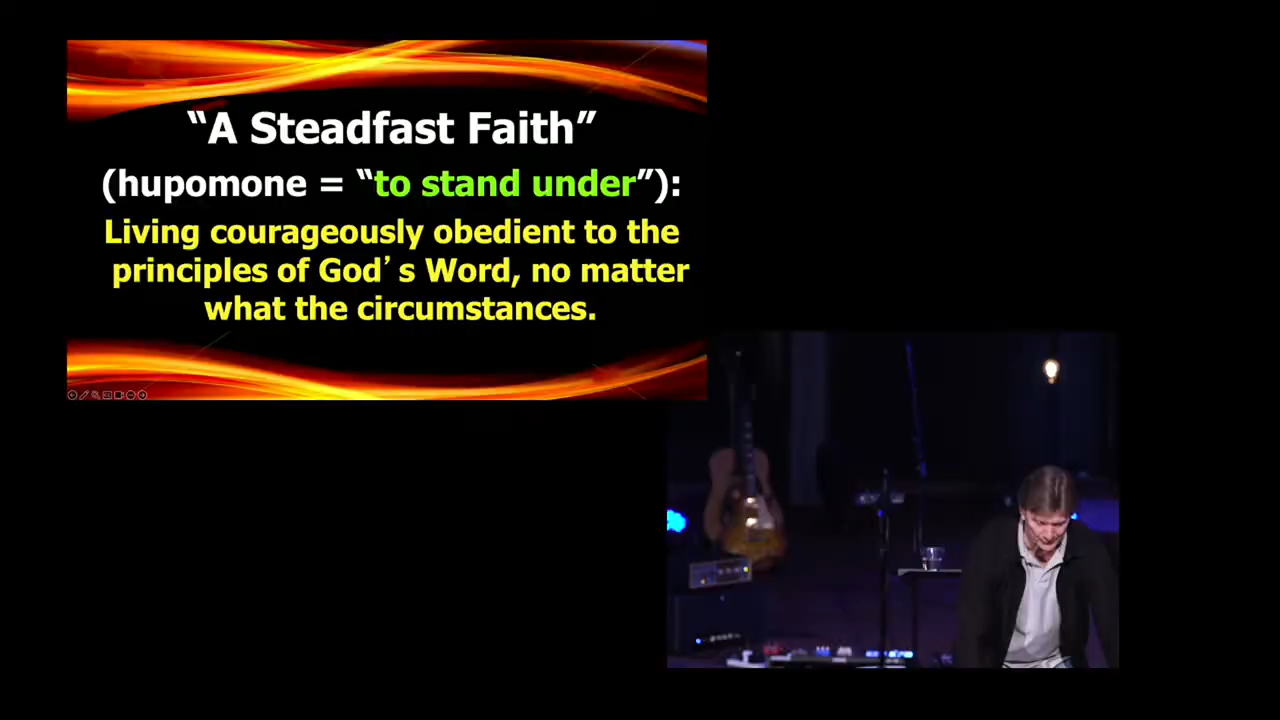 “A Steadfast Faith”
(hupomone = “to stand under”):
Living courageously obedient to the
principles of God’s Word, no matter
what the circumstances.